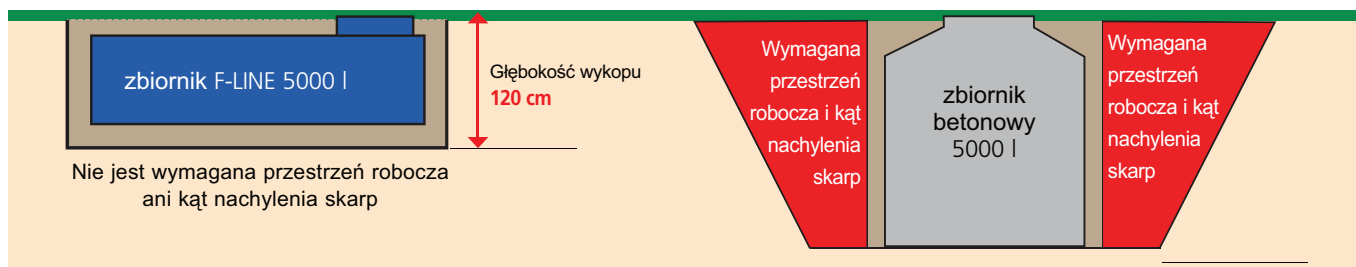 zbiornik F-LINE 5000 l
Głębokość wykopu
120 cm
Nie jest wymagana przestrzeń robocza
ani kąt nachylenia skarp
Wymagana
przestrzeń
robocza i kąt
nachylenia
skarp
zbiornik
betonowy
5000 l
Wymagana
przestrzeń
robocza i kąt
nachylenia
skarp